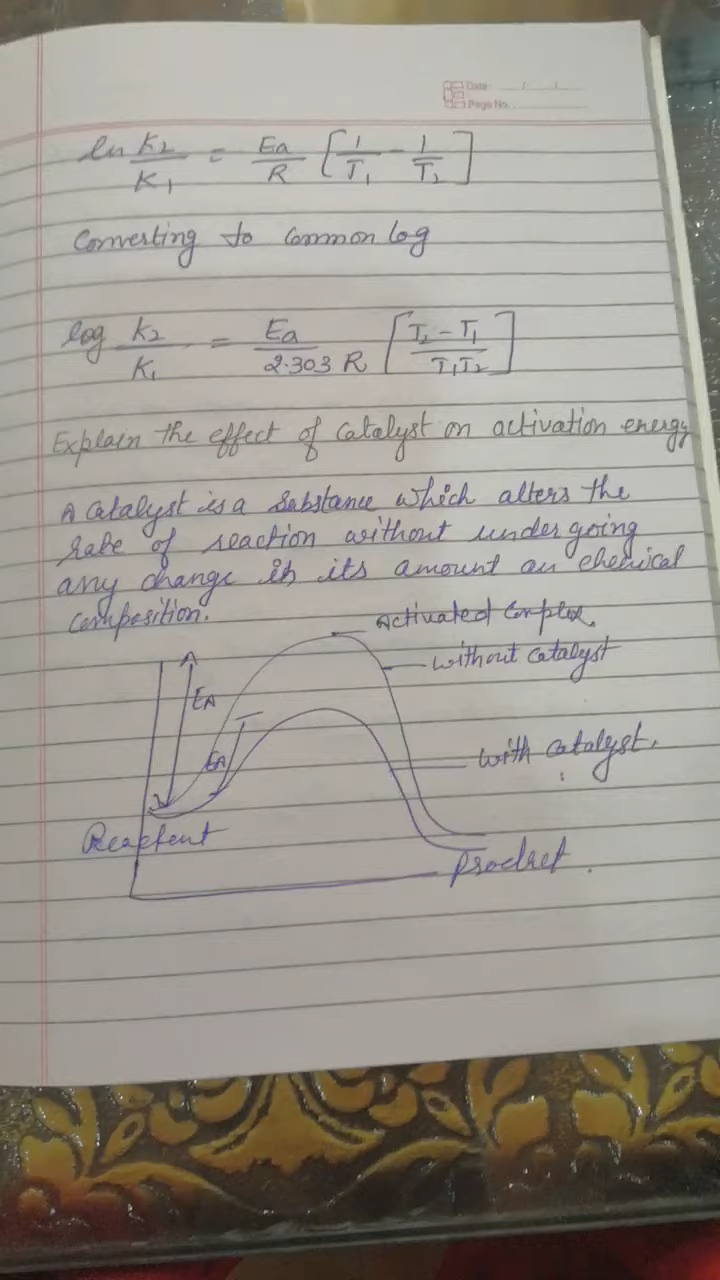 Date: / /
Page No.
ln K₂/K₁ = Ea/R [1/T₁ - 1/T₂]
Converting to common log
log K₂/K₁ = Ea/2.303 R [T₂ - T₁/T₁T₂]
Explain the effect of catalyst on activation energy
A catalyst is a substance which alters the
rate of reaction without undergoing
any change in its amount or chemical
composition.
Activated complex.
without catalyst
EA
EA
with catalyst.
Reactent
Product.